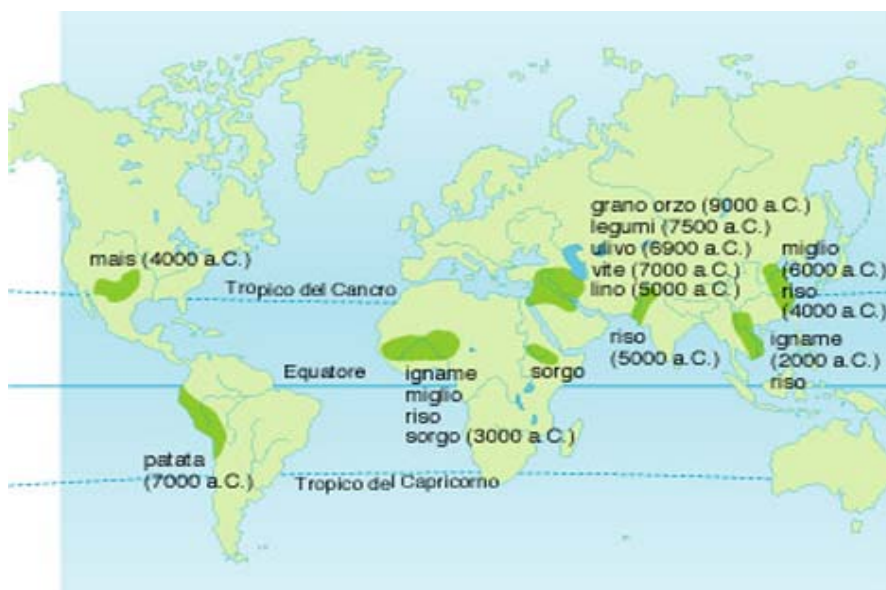 grano orzo (9000 a.C.)
legumi (7500 a.C.)
ulivo (6900 a.C.)
vite (7000 a.C.)
lino (5000 a.C.)
miglio
(6000 a.C.)
riso
(4000 a.C.)
mais (4000 a.C.)
Tropico del Cancro
riso
(5000 a.C.)
igname
(2000 a.C.)
riso
Equatore
igname
miglio
riso
sorgo (3000 a.C.)
sorgo
patata
(7000 a.C.)
Tropico del Capricorno